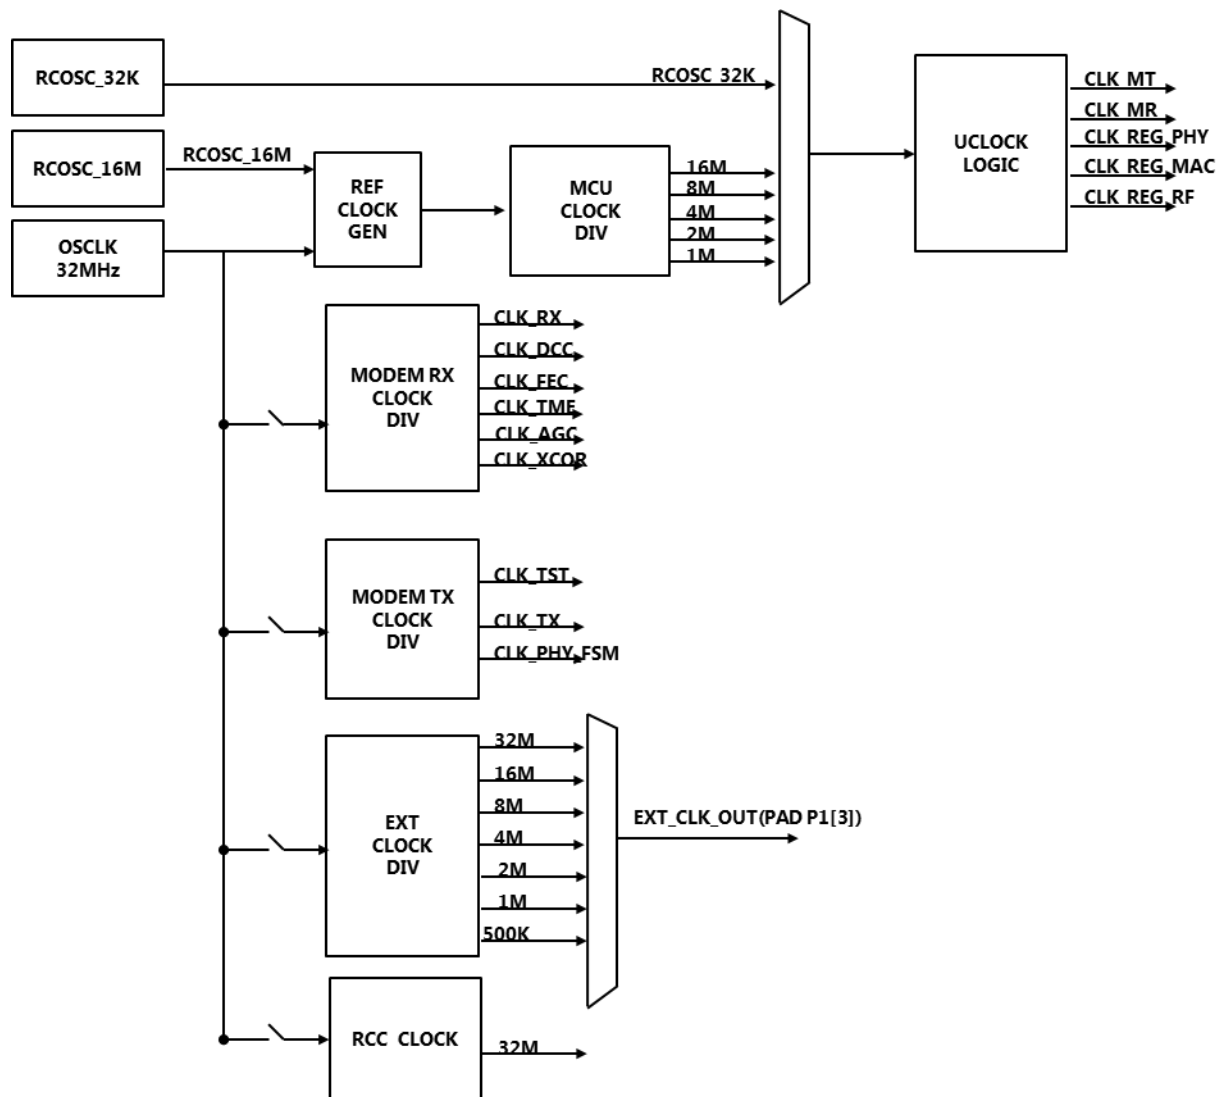 RCOSC_32K
RCOSC_32K
RCOSC_16M
RCOSC_16M
OSCLK
32MHz
REF
CLOCK
GEN
MCU
CLOCK
DIV
16M
8M
4M
2M
1M
UCLOCK
LOGIC
CLK_MT
CLK_MR
CLK_REG_PHY
CLK_REG_MAC
CLK_REG_RF
MODEM RX
CLOCK
DIV
CLK_RX
CLK_DCC
CLK_FEC
CLK_TME
CLK_AGC
CLK_XCOR
MODEM TX
CLOCK
DIV
CLK_TST
CLK_TX
CLK_PHY_FSM
EXT
CLOCK
DIV
32M
16M
8M
4M
2M
1M
500K
EXT_CLK_OUT(PAD P1[3])
RCC CLOCK
32M